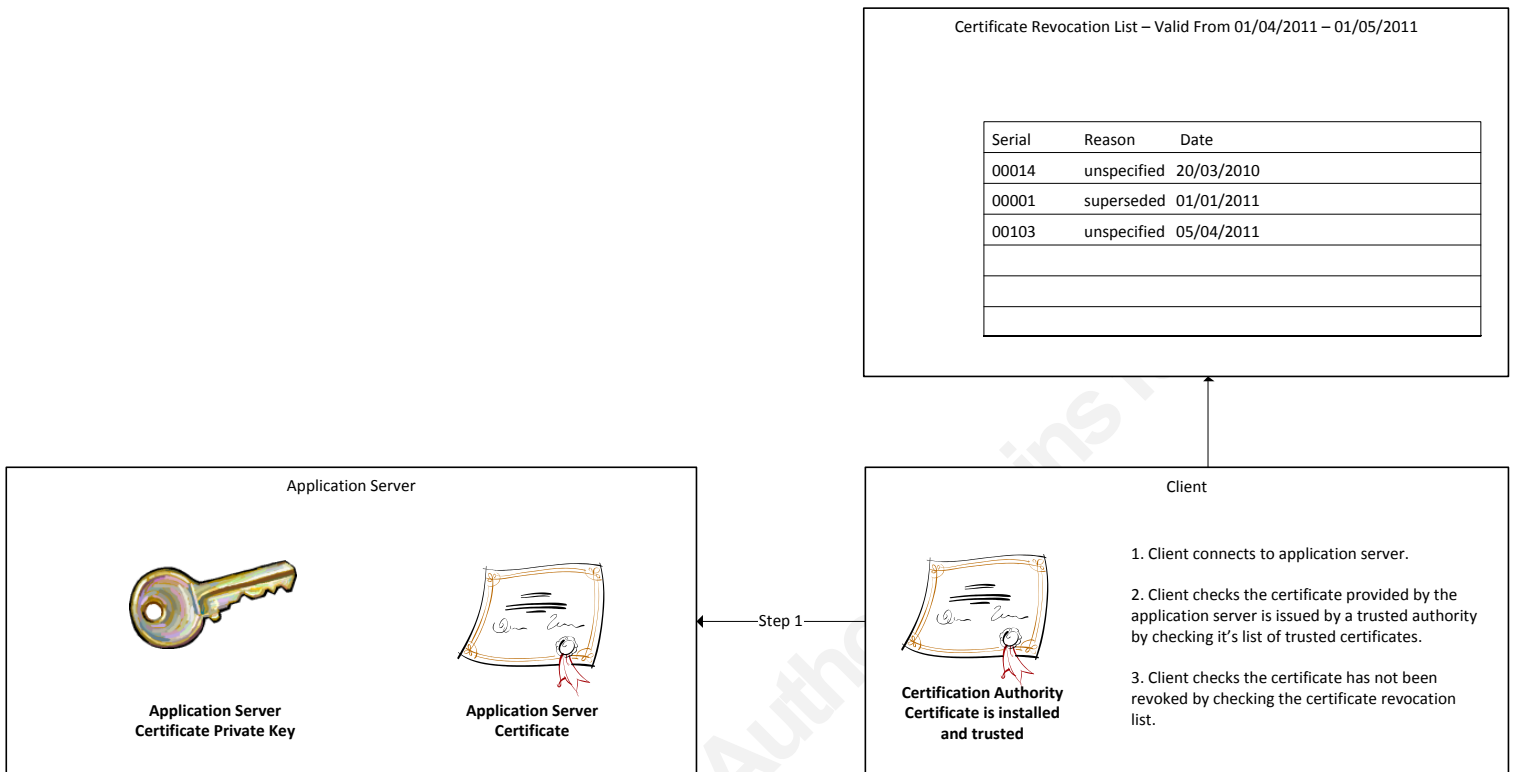 Certificate Revocation List – Valid From 01/04/2011 – 01/05/2011
Serial Reason Date
00014 unspecified 20/03/2010
00001 superseded 01/01/2011
00103 unspecified 05/04/2011
Application Server
Application Server
Certificate Private Key
Application Server
Certificate
Step 1
Client
Certification Authority
Certificate is installed
and trusted
1. Client connects to application server.
2. Client checks the certificate provided by the
application server is issued by a trusted authority
by checking it’s list of trusted certificates.
3. Client checks the certificate has not been
revoked by checking the certificate revocation
list.